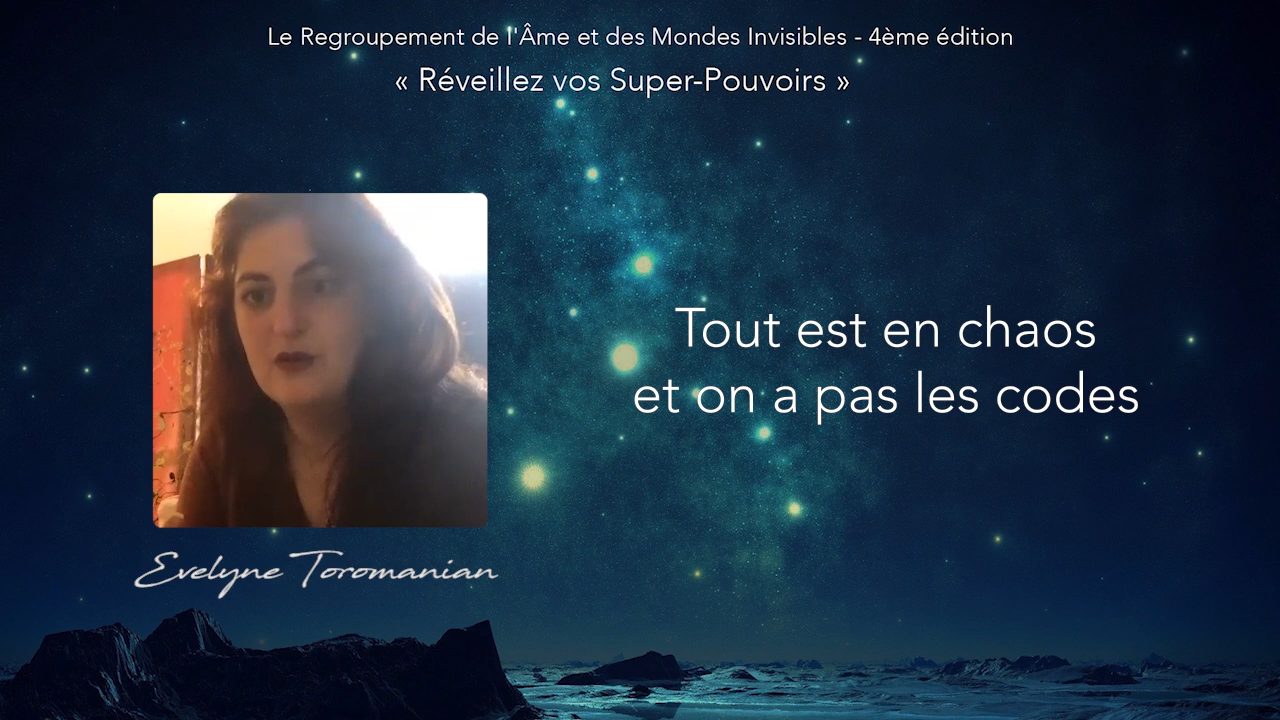 Le Regroupement de l'Âme et des Mondes Invisibles - 4ème édition
« Réveillez vos Super-Pouvoirs »
Tout est en chaos
et on a pas les codes
Evelyne Toromanian